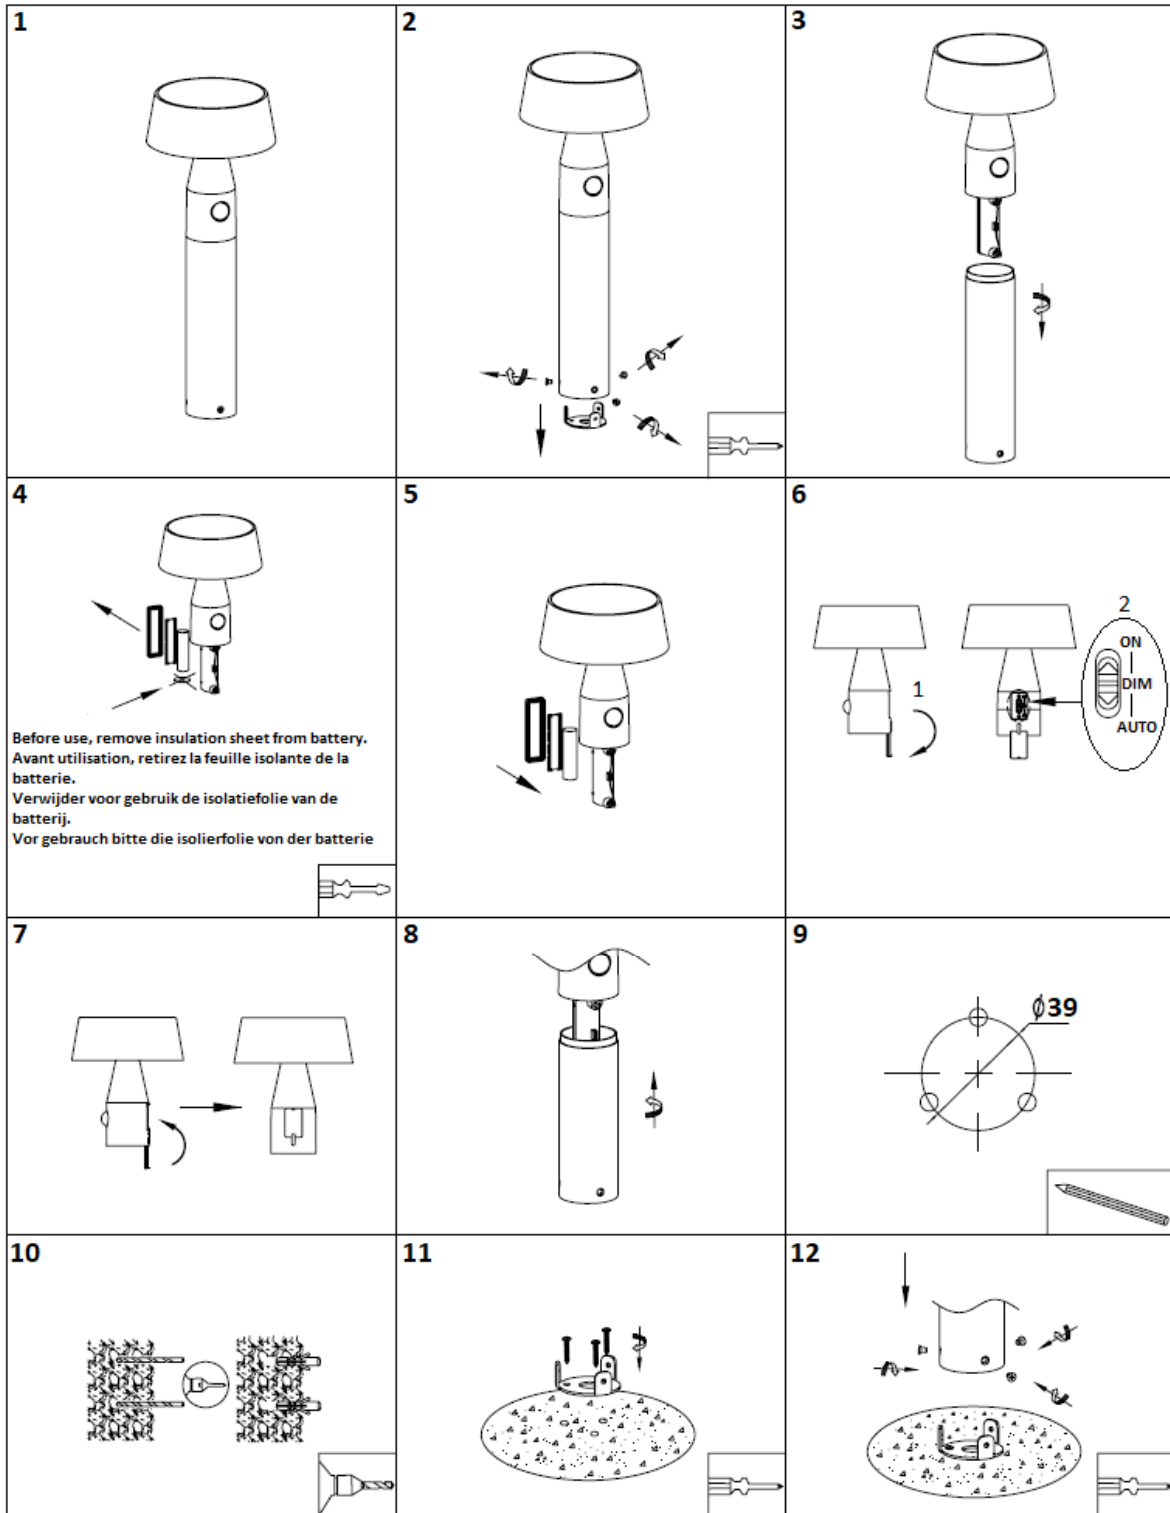 1
2
3
4
Before use, remove insulation sheet from battery.
Avant utilisation, retirez la feuille isolante de la
batterie.
Verwijder voor gebruik de isolatiefolie van de
batterij.
Vor gebrauch bitte die isolierfolie von der batterie
5
6
1
2
ON
DIM
AUTO
7
8
9
ϕ39
10
11
12